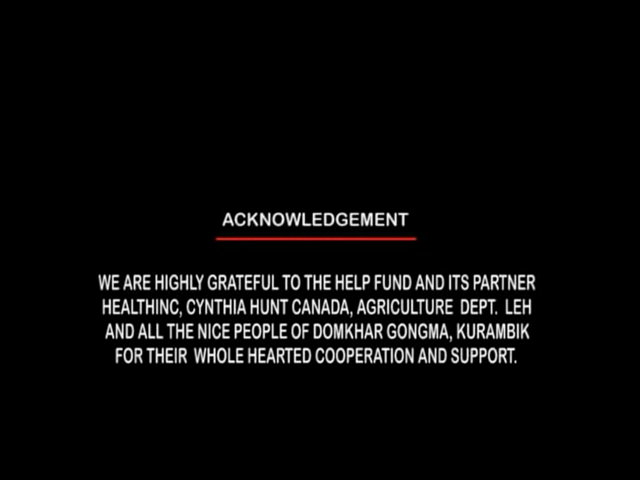 ACKNOWLEDGEMENT
WE ARE HIGHLY GRATEFUL TO THE HELP FUND AND ITS PARTNER
HEALTHINC, CYNTHIA HUNT CANADA, AGRICULTURE DEPT. LEH
AND ALL THE NICE PEOPLE OF DOMKHAR GONGMA, KURAMBIK
FOR THEIR WHOLE HEARTED COOPERATION AND SUPPORT.